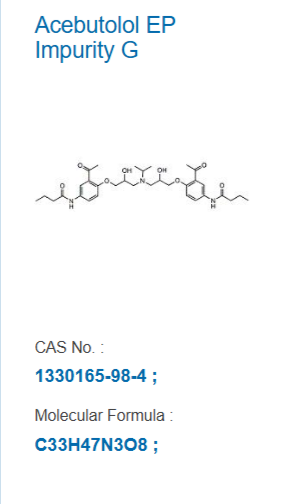 Acebutolol EP
Impurity G
O
OH
OH
O
O
N
O
O
N
H
O
N
H
CAS No. :
1330165-98-4 ;
Molecular Formula :
C33H47N3O8 ;